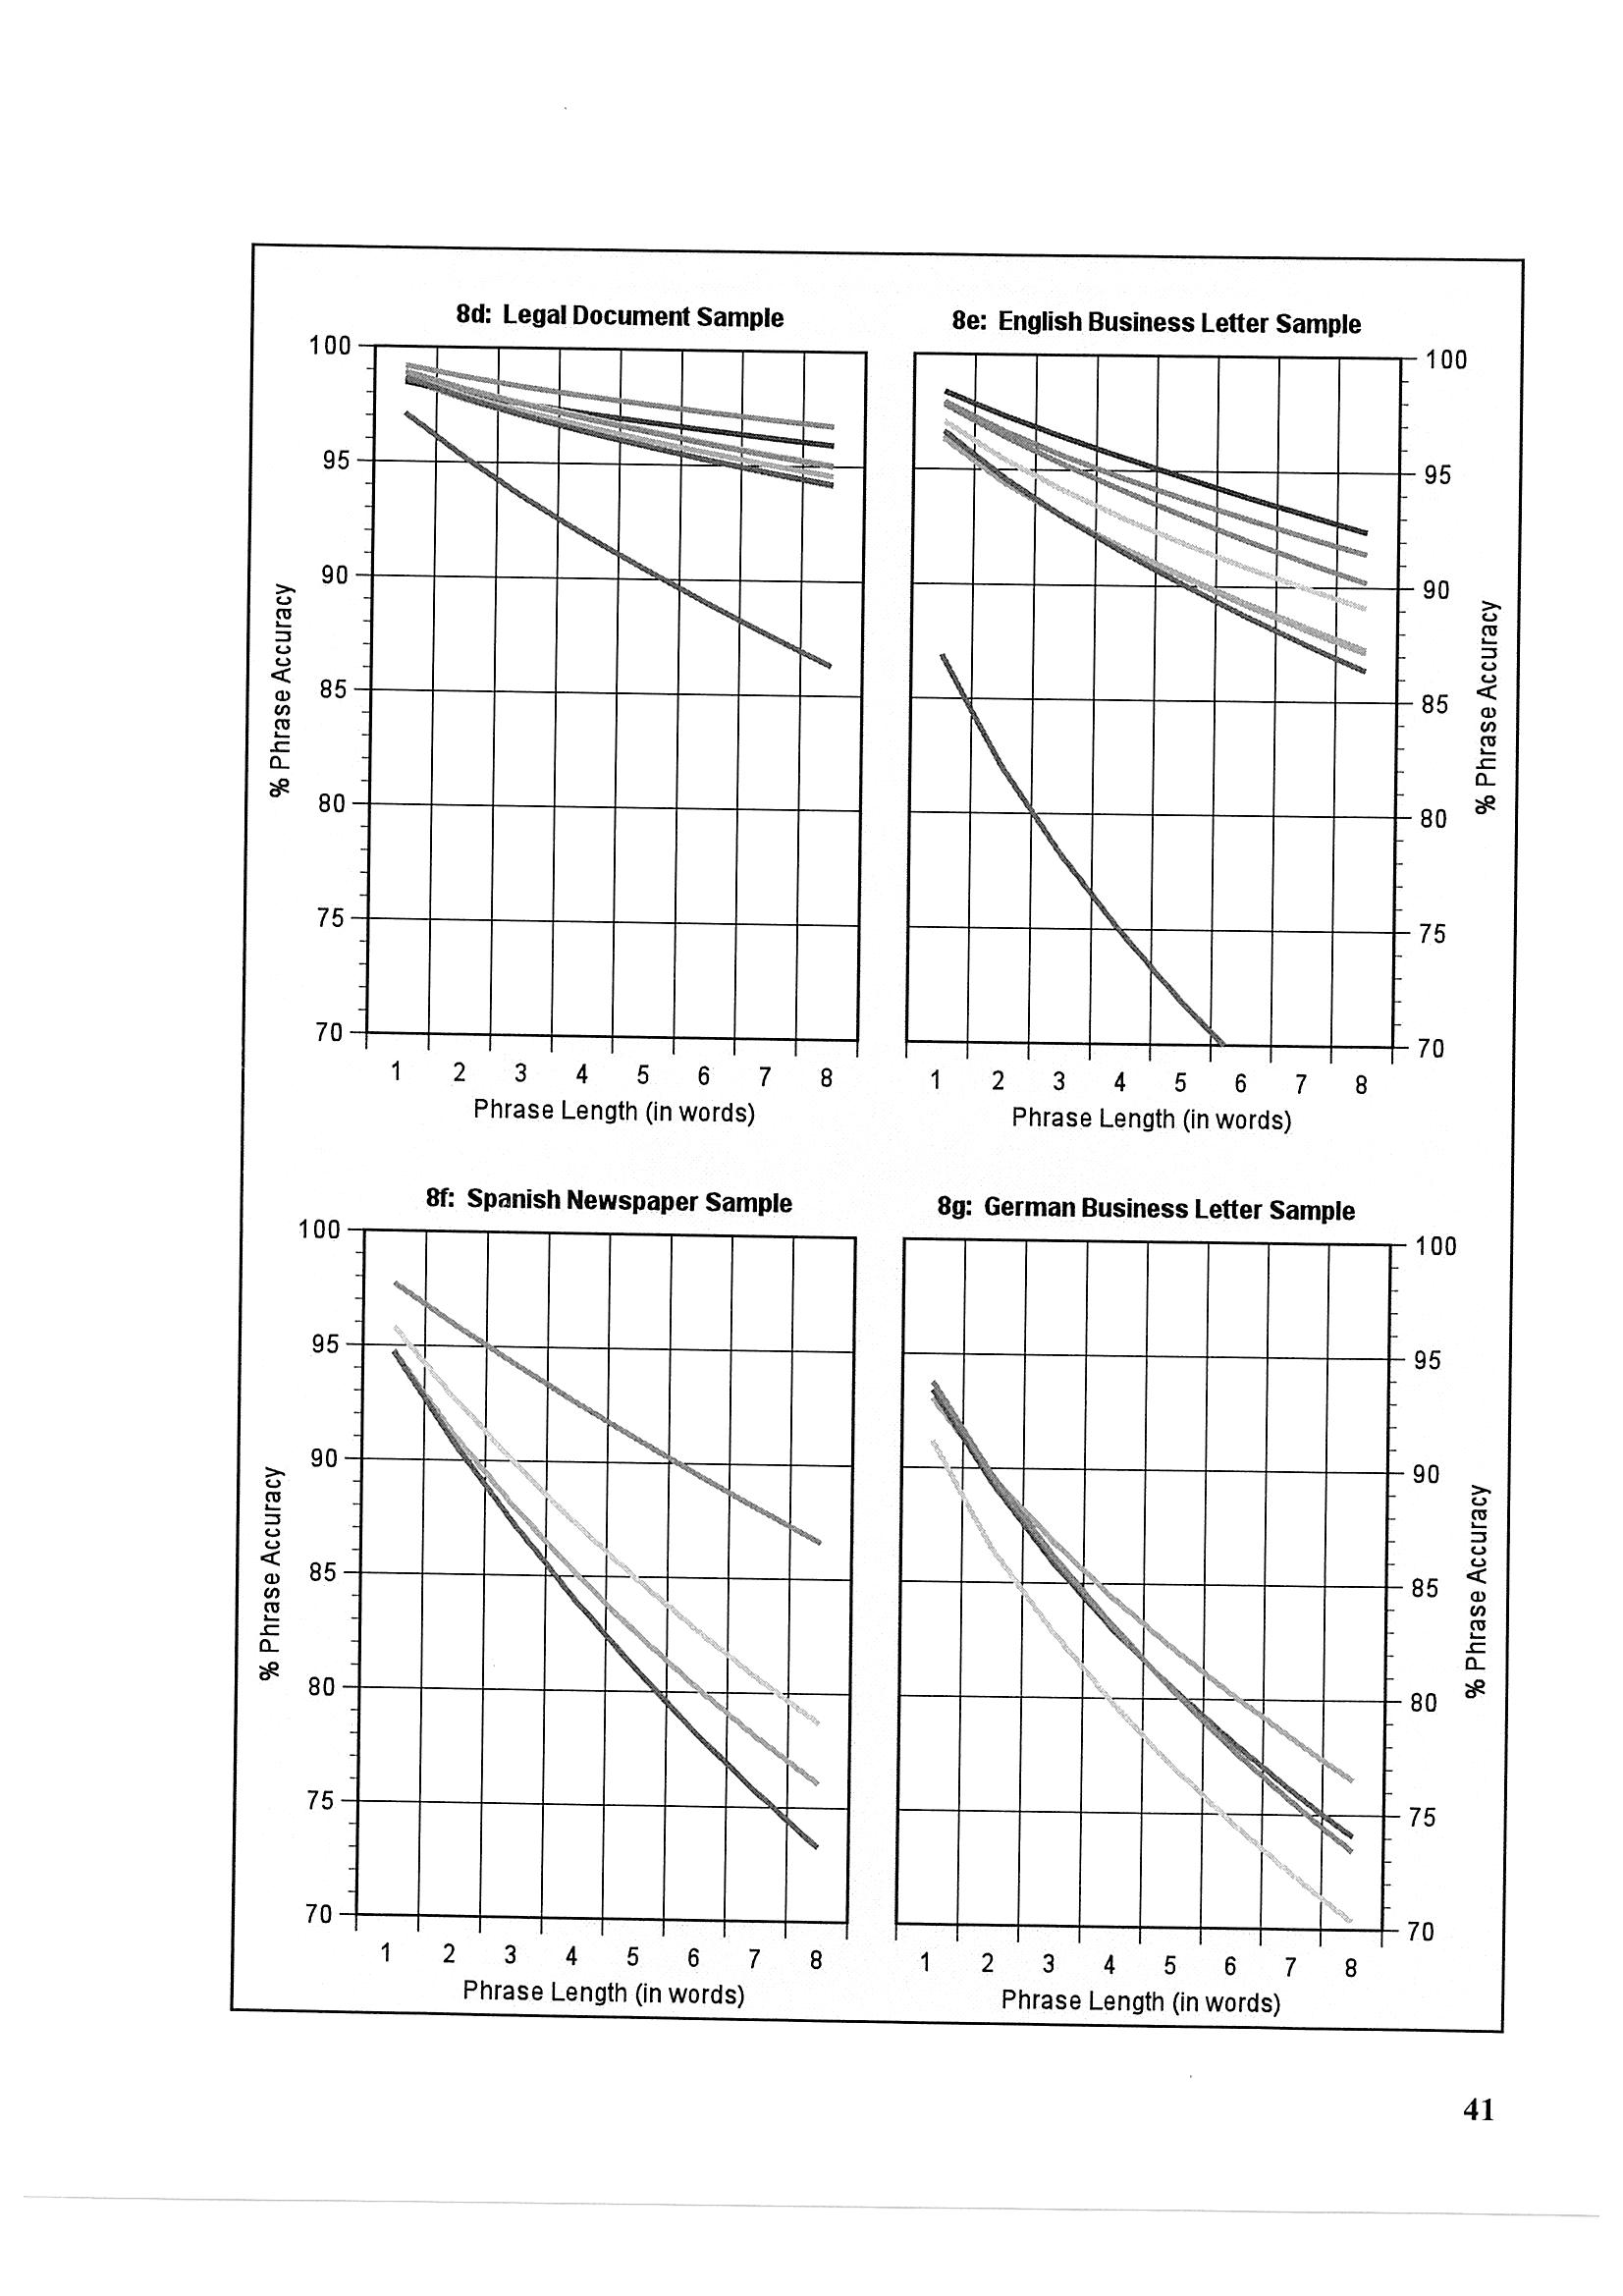 8d: Legal Document Sample
100
95
90
85
80
75
70
% Phrase Accuracy
1 2 3 4 5 6 7 8
Phrase Length (in words)
8e: English Business Letter Sample
100
95
90
85
80
75
70
% Phrase Accuracy
1 2 3 4 5 6 7 8
Phrase Length (in words)
8f: Spanish Newspaper Sample
100
95
90
85
80
75
70
% Phrase Accuracy
1 2 3 4 5 6 7 8
Phrase Length (in words)
8g: German Business Letter Sample
100
95
90
85
80
75
70
% Phrase Accuracy
1 2 3 4 5 6 7 8
Phrase Length (in words)
41